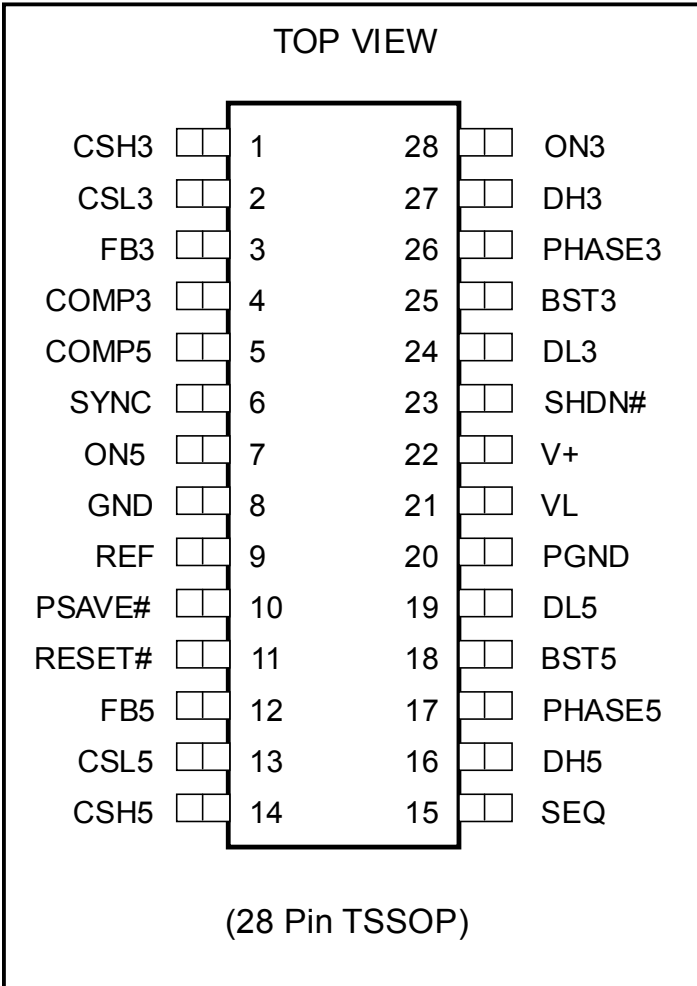 TOP VIEW
CSH3 1 28 ON3
CSL3 2 27 DH3
FB3 3 26 PHASE3
COMP3 4 25 BST3
COMP5 5 24 DL3
SYNC 6 23 SHDN#
ON5 7 22 V+
GND 8 21 VL
REF 9 20 PGND
PSAVE# 10 19 DL5
RESET# 11 18 BST5
FB5 12 17 PHASE5
CSL5 13 16 DH5
CSH5 14 15 SEQ
(28 Pin TSSOP)